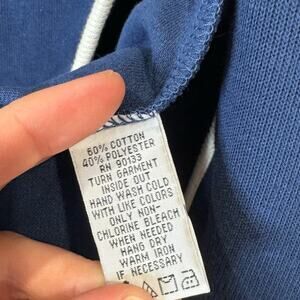 60% COTTON
40% POLYESTER
RN 90133
TURN GARMENT
INSIDE OUT
HAND WASH COLD
WITH LIKE COLORS
ONLY NON-
CHLORINE BLEACH
WHEN NEEDED
HANG DRY
WARM IRON
IF NECESSARY